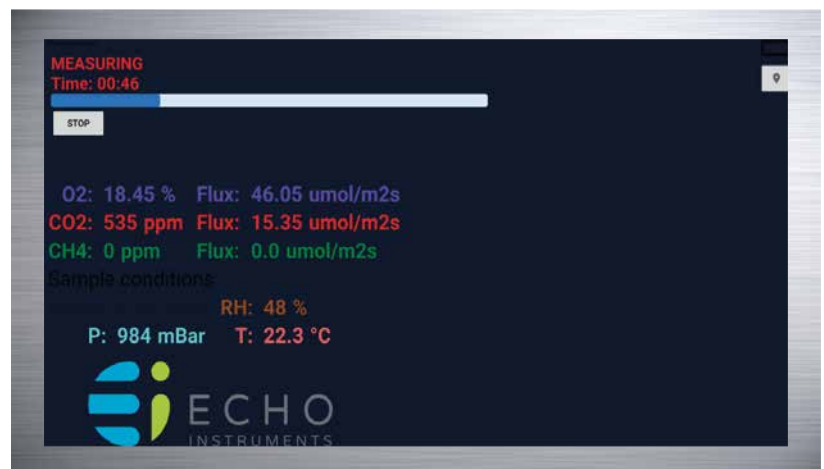 MEASURING
Time: 00:46
STOP
O2: 18.45 % Flux: 46.05 umol/m2s
CO2: 535 ppm Flux: 15.35 umol/m2s
CH4: 0 ppm Flux: 0.0 umol/m2s
Sample conditions
RH: 48 %
P: 984 mBar T: 22.3 °C
ECHO
INSTRUMENTS